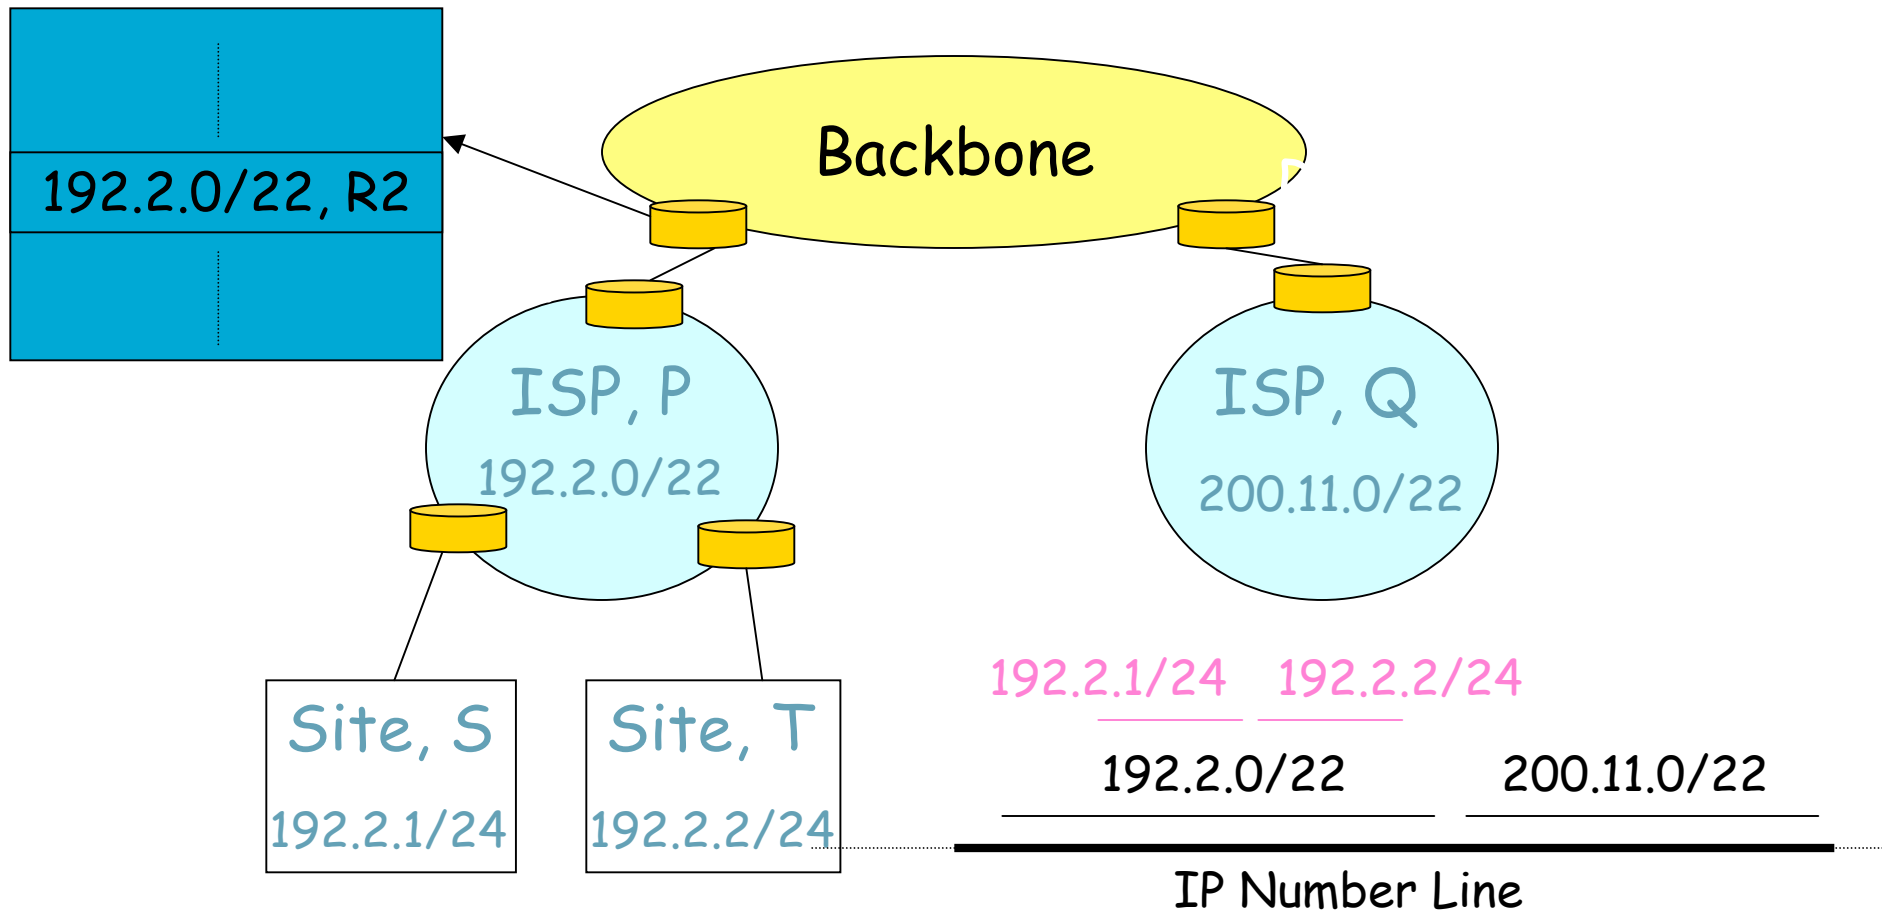 Backbone
192.2.0/22, R2
ISP, P
192.2.0/22
ISP, Q
200.11.0/22
Site, S
192.2.1/24
Site, T
192.2.2/24
192.2.1/24
192.2.2/24
192.2.0/22
200.11.0/22
IP Number Line